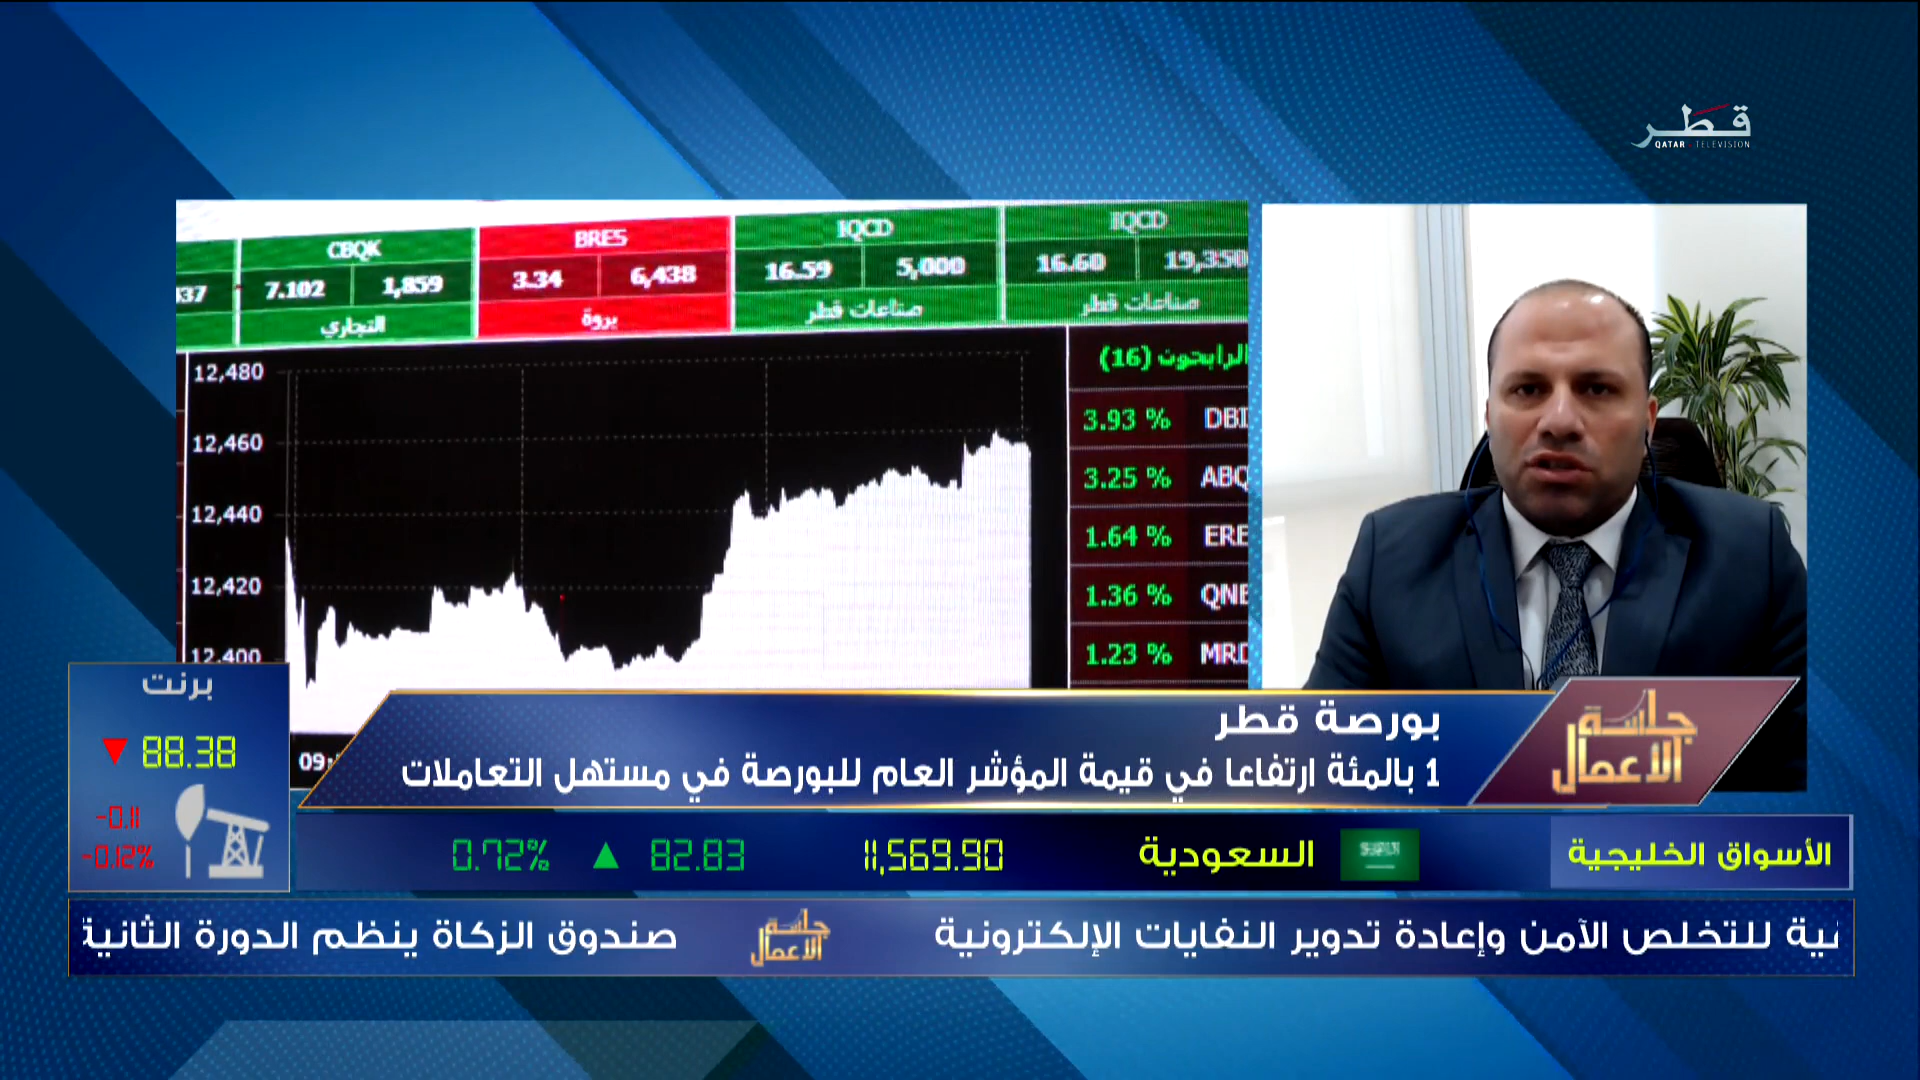 قطر
QATAR TELEVISION
CBQK
7.102 1,859
التجاري
BRES
3.34 6,438
بروة
IQCD
16.59 5,000
صناعات قطر
IQCD
16.60 19,350
صناعات قطر
12,480
12,460
12,440
12,420
12,400
الرابحون (16)
3.93 %
3.25 % ABQ
1.64 %
1.36 % QNB
1.23 % MRD
برنت
88.38
-0.11
-0.12%
بورصة قطر
1 بالمئة ارتفاعا في قيمة المؤشر العام للبورصة في مستهل التعاملات
جلسة الأعمال
الأسواق الخليجية
السعودية 11,569.90 82.83 0.72%
للتخلص الآمن وإعادة تدوير النفايات الإلكترونية
جلسة الأعمال
صندوق الزكاة ينظم الدورة الثانية